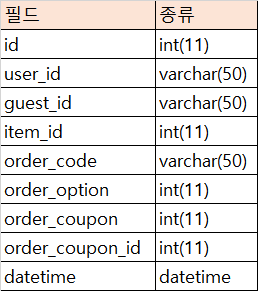 필드 종류
id int(11)
user_id varchar(50)
guest_id varchar(50)
item_id int(11)
order_code varchar(50)
order_option int(11)
order_coupon int(11)
order_coupon_id int(11)
datetime datetime